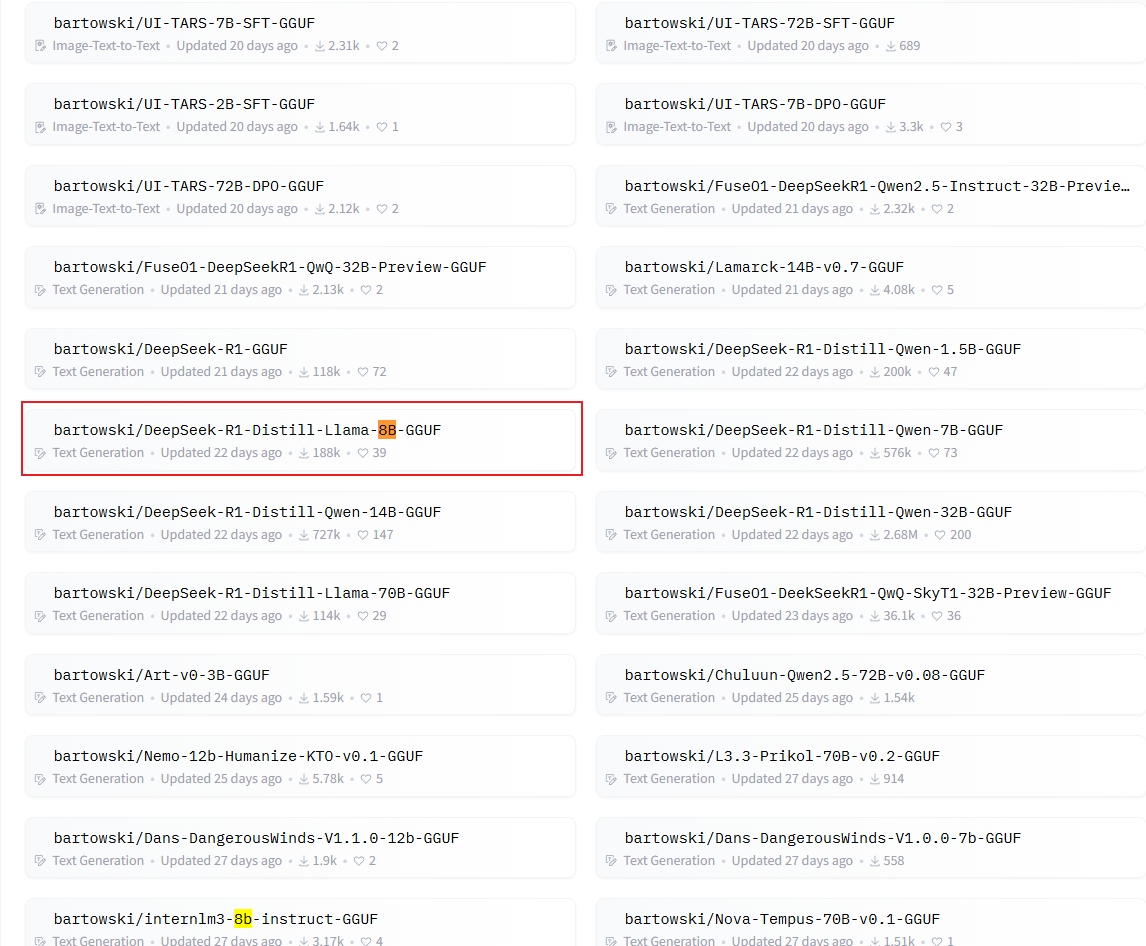 bartowski/UI-TARS-7B-SFT-GGUF
Image-Text-to-Text • Updated 20 days ago • 2.31k • 2
bartowski/UI-TARS-72B-SFT-GGUF
Image-Text-to-Text • Updated 20 days ago • 689
bartowski/UI-TARS-2B-SFT-GGUF
Image-Text-to-Text • Updated 20 days ago • 1.64k • 1
bartowski/UI-TARS-7B-DPO-GGUF
Image-Text-to-Text • Updated 20 days ago • 3.3k • 3
bartowski/UI-TARS-72B-DPO-GGUF
Image-Text-to-Text • Updated 20 days ago • 2.12k • 2
bartowski/FuseO1-DeepSeekR1-Qwen2.5-Instruct-32B-Previe…
Text Generation • Updated 21 days ago • 2.32k • 2
bartowski/FuseO1-DeepSeekR1-QwQ-32B-Preview-GGUF
Text Generation • Updated 21 days ago • 2.13k • 2
bartowski/Lamarck-14B-v0.7-GGUF
Text Generation • Updated 21 days ago • 4.08k • 5
bartowski/DeepSeek-R1-GGUF
Text Generation • Updated 21 days ago • 118k • 72
bartowski/DeepSeek-R1-Distill-Qwen-1.5B-GGUF
Text Generation • Updated 22 days ago • 200k • 47
bartowski/DeepSeek-R1-Distill-Llama-8B-GGUF
Text Generation • Updated 22 days ago • 188k • 39
bartowski/DeepSeek-R1-Distill-Qwen-7B-GGUF
Text Generation • Updated 22 days ago • 576k • 73
bartowski/DeepSeek-R1-Distill-Qwen-14B-GGUF
Text Generation • Updated 22 days ago • 727k • 147
bartowski/DeepSeek-R1-Distill-Qwen-32B-GGUF
Text Generation • Updated 22 days ago • 2.68M • 200
bartowski/DeepSeek-R1-Distill-Llama-70B-GGUF
Text Generation • Updated 22 days ago • 114k • 29
bartowski/FuseO1-DeekSeekR1-QwQ-SkyT1-32B-Preview-GGUF
Text Generation • Updated 23 days ago • 36.1k • 36
bartowski/Art-v0-3B-GGUF
Text Generation • Updated 24 days ago • 1.59k • 1
bartowski/Chuluun-Qwen2.5-72B-v0.08-GGUF
Text Generation • Updated 25 days ago • 1.54k
bartowski/Nemo-12b-Humanize-KTO-v0.1-GGUF
Text Generation • Updated 25 days ago • 5.78k • 5
bartowski/L3.3-Prikol-70B-v0.2-GGUF
Text Generation • Updated 27 days ago • 914
bartowski/Dans-DangerousWinds-V1.1.0-12b-GGUF
Text Generation • Updated 27 days ago • 1.9k • 2
bartowski/Dans-DangerousWinds-V1.0.0-7b-GGUF
Text Generation • Updated 27 days ago • 558
bartowski/internlm3-8b-instruct-GGUF
Text Generation • Updated 27 days ago • 3.17k • 4
bartowski/Nova-Tempus-70B-v0.1-GGUF
Text Generation • Updated 27 days ago • 1.51k • 1